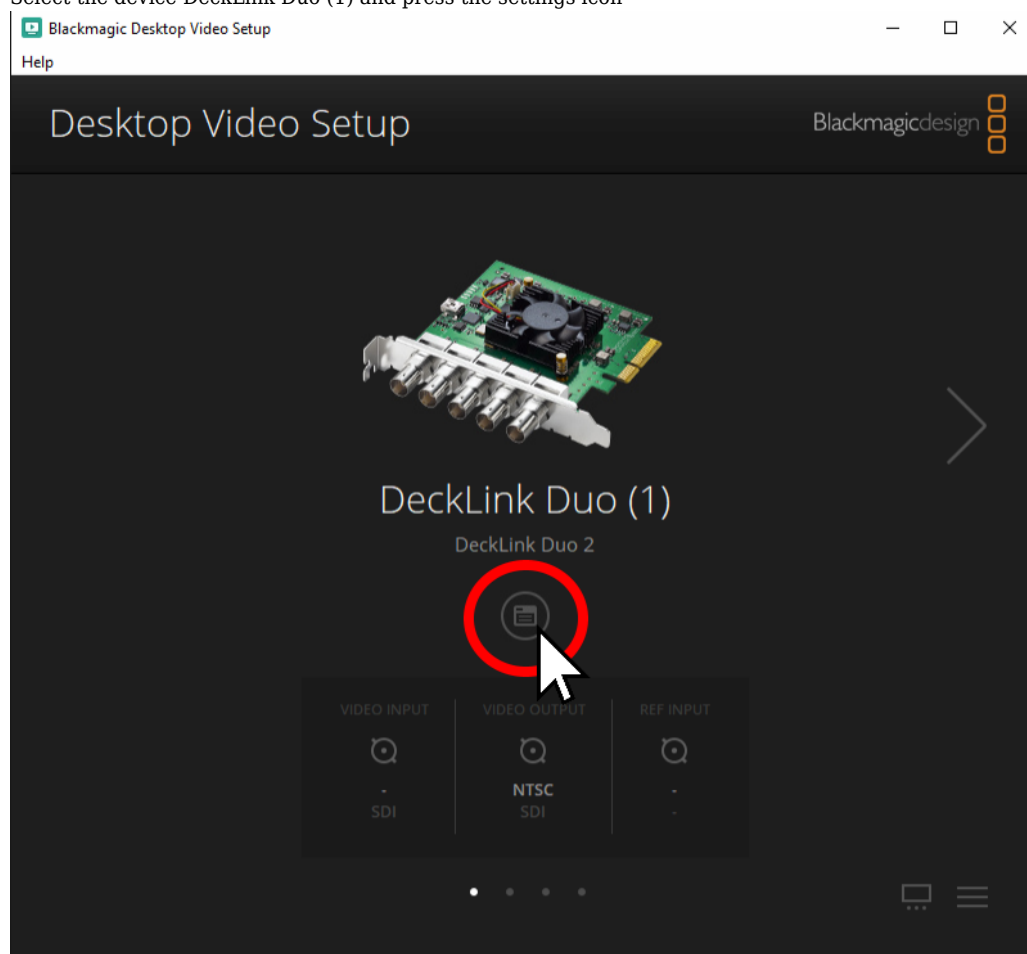 Select the device DeckLink Duo (1) and press the settings icon
Blackmagic Desktop Video Setup
Help
Desktop Video Setup
Blackmagicdesign
DeckLink Duo (1)
DeckLink Duo 2
VIDEO INPUT
VIDEO OUTPUT
REF INPUT
-
NTSC
-
SDI
SDI
-